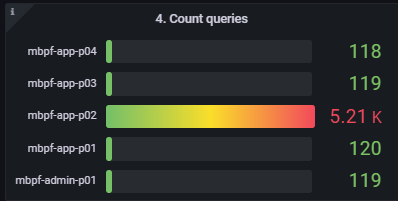 i
4. Count queries
mbpf-app-p04 118
mbpf-app-p03 119
mbpf-app-p02 5.21 K
mbpf-app-p01 120
mbpf-admin-p01 119